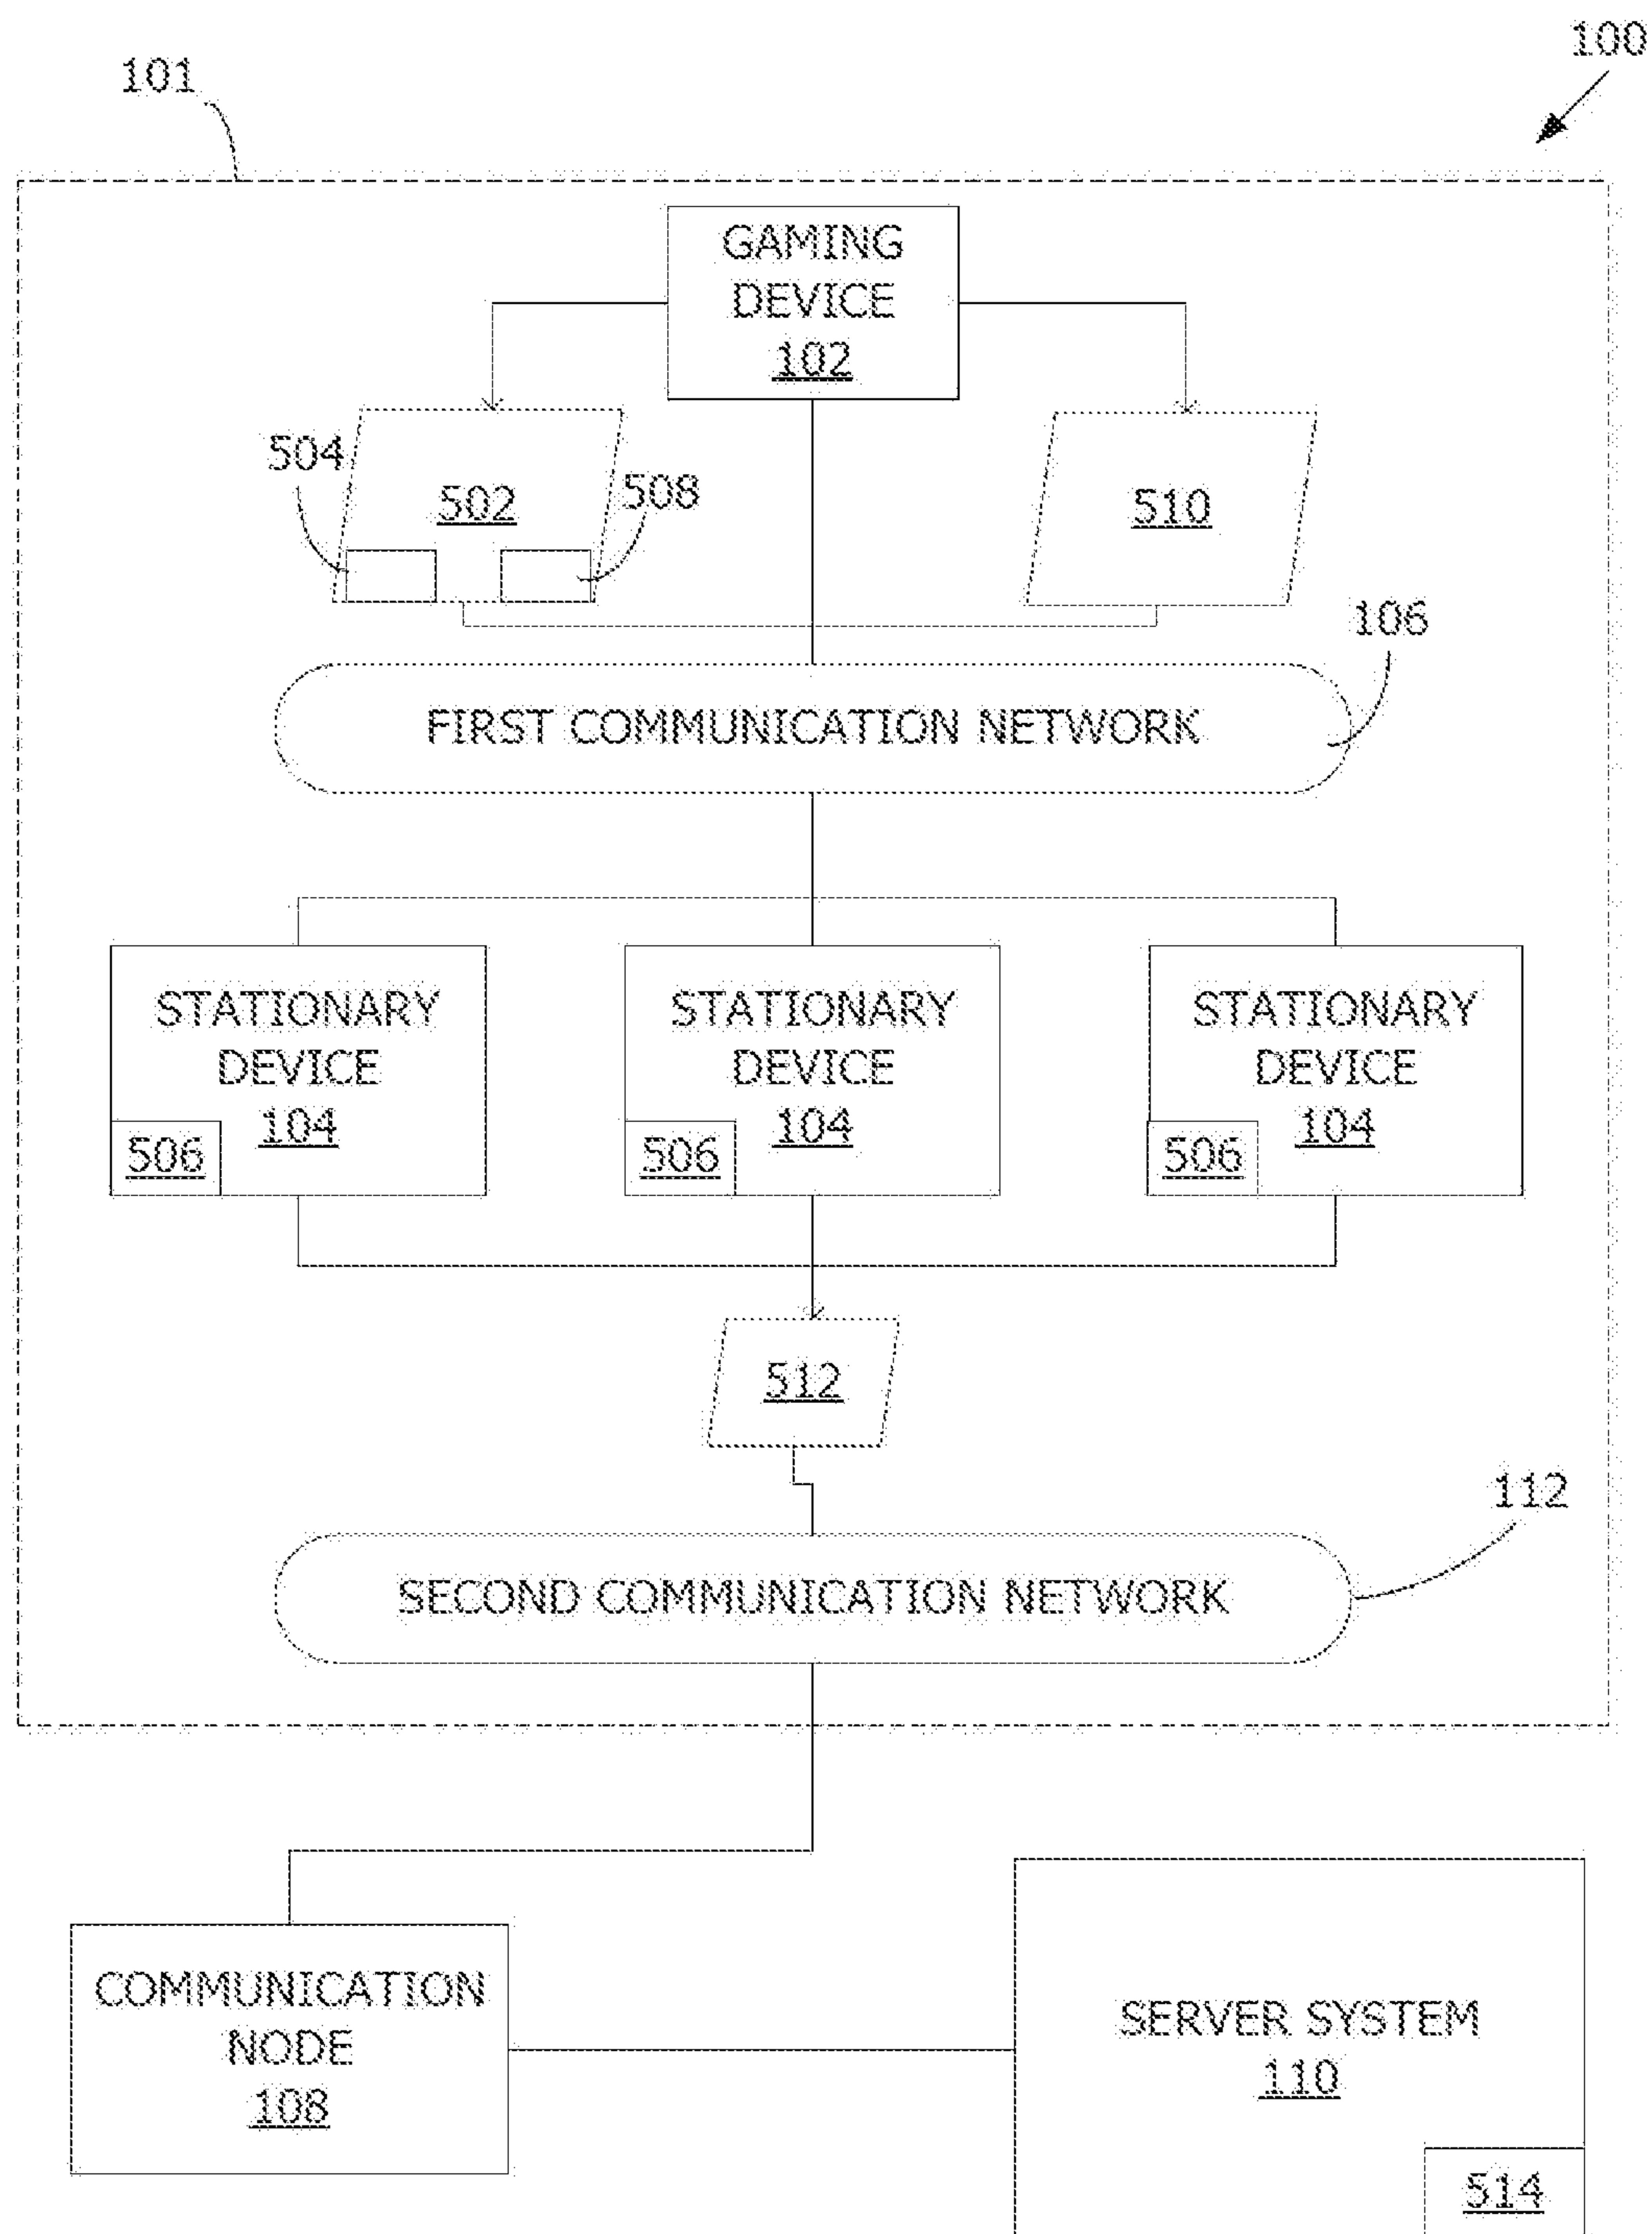 100
101
GAMING
DEVICE
102
504
502
508
510
106
FIRST COMMUNICATION NETWORK
STATIONARY
DEVICE
104
506
STATIONARY
DEVICE
104
506
STATIONARY
DEVICE
104
506
512
112
SECOND COMMUNICATION NETWORK
COMMUNICATION
NODE
108
SERVER SYSTEM
110
514